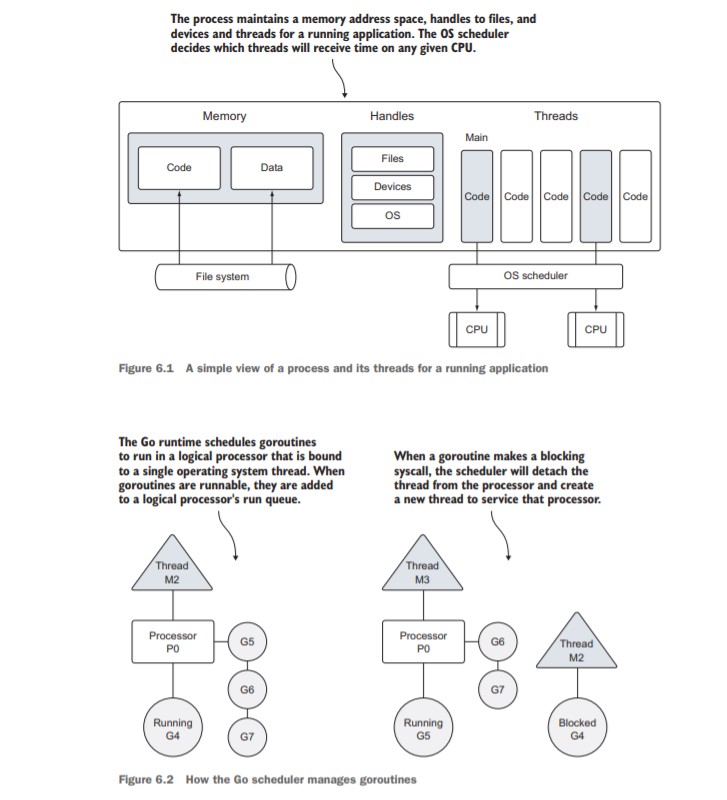 The process maintains a memory address space, handles to files, and
devices and threads for a running application. The OS scheduler
decides which threads will receive time on any given CPU.
Memory
Handles
Threads
Main
Code
Data
Files
Devices
OS
Code
Code
Code
Code
Code
File system
OS scheduler
CPU
CPU
Figure 6.1 A simple view of a process and its threads for a running application
The Go runtime schedules goroutines
to run in a logical processor that is bound
to a single operating system thread. When
goroutines are runnable, they are added
to a logical processor's run queue.
Thread
M2
Processor
P0
G5
G6
G7
Running
G4
When a goroutine makes a blocking
syscall, the scheduler will detach the
thread from the processor and create
a new thread to service that processor.
Thread
M3
Processor
P0
G6
G7
Running
G5
Thread
M2
Blocked
G4
Figure 6.2 How the Go scheduler manages goroutines